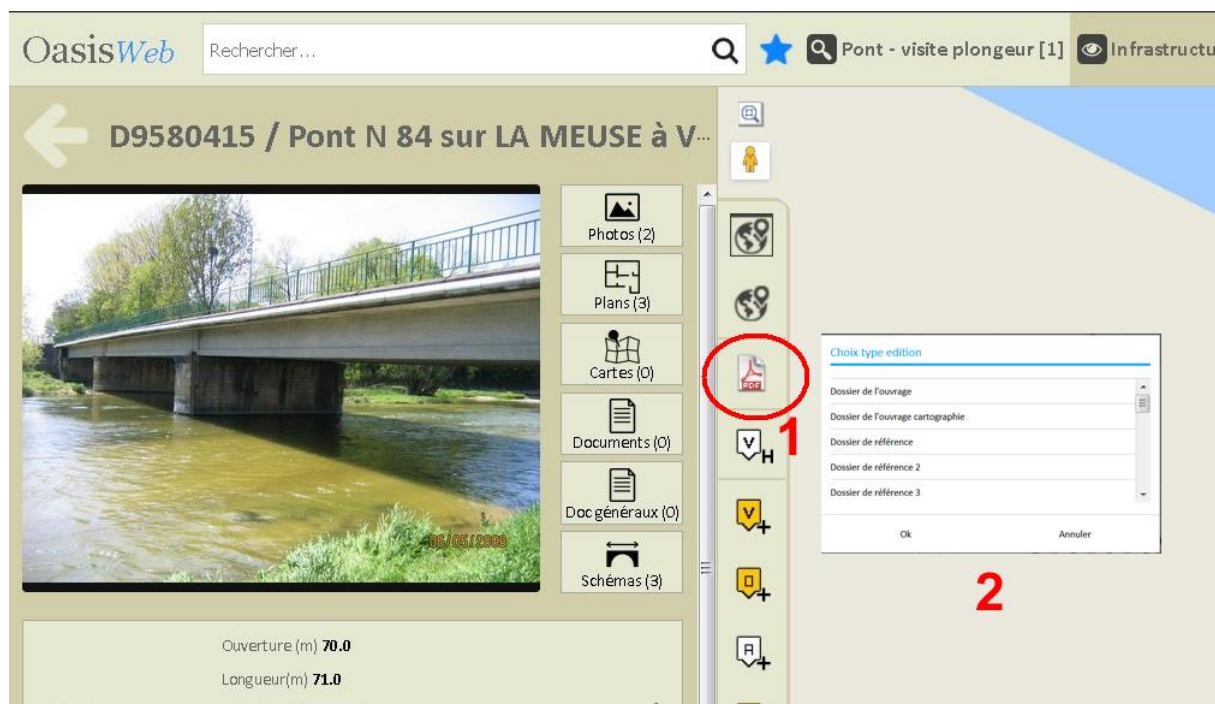 OasisWeb
Rechercher...
Pont - visite plongeur [1]
Infrastructu
D9580415 / Pont N 84 sur LA MEUSE à V...
Photos (2)
Plans (3)
Cartes (0)
Documents (0)
Doc généraux (0)
Schémas (3)
06/05/2009
Ouverture (m) 70.0
Longueur(m) 71.0
PDF
1
V H
V +
D +
A +
Choix type edition
Dossier de l'ouvrage
Dossier de l'ouvrage cartographie
Dossier de référence
Dossier de référence 2
Dossier de référence 3
Ok
Annuler
2